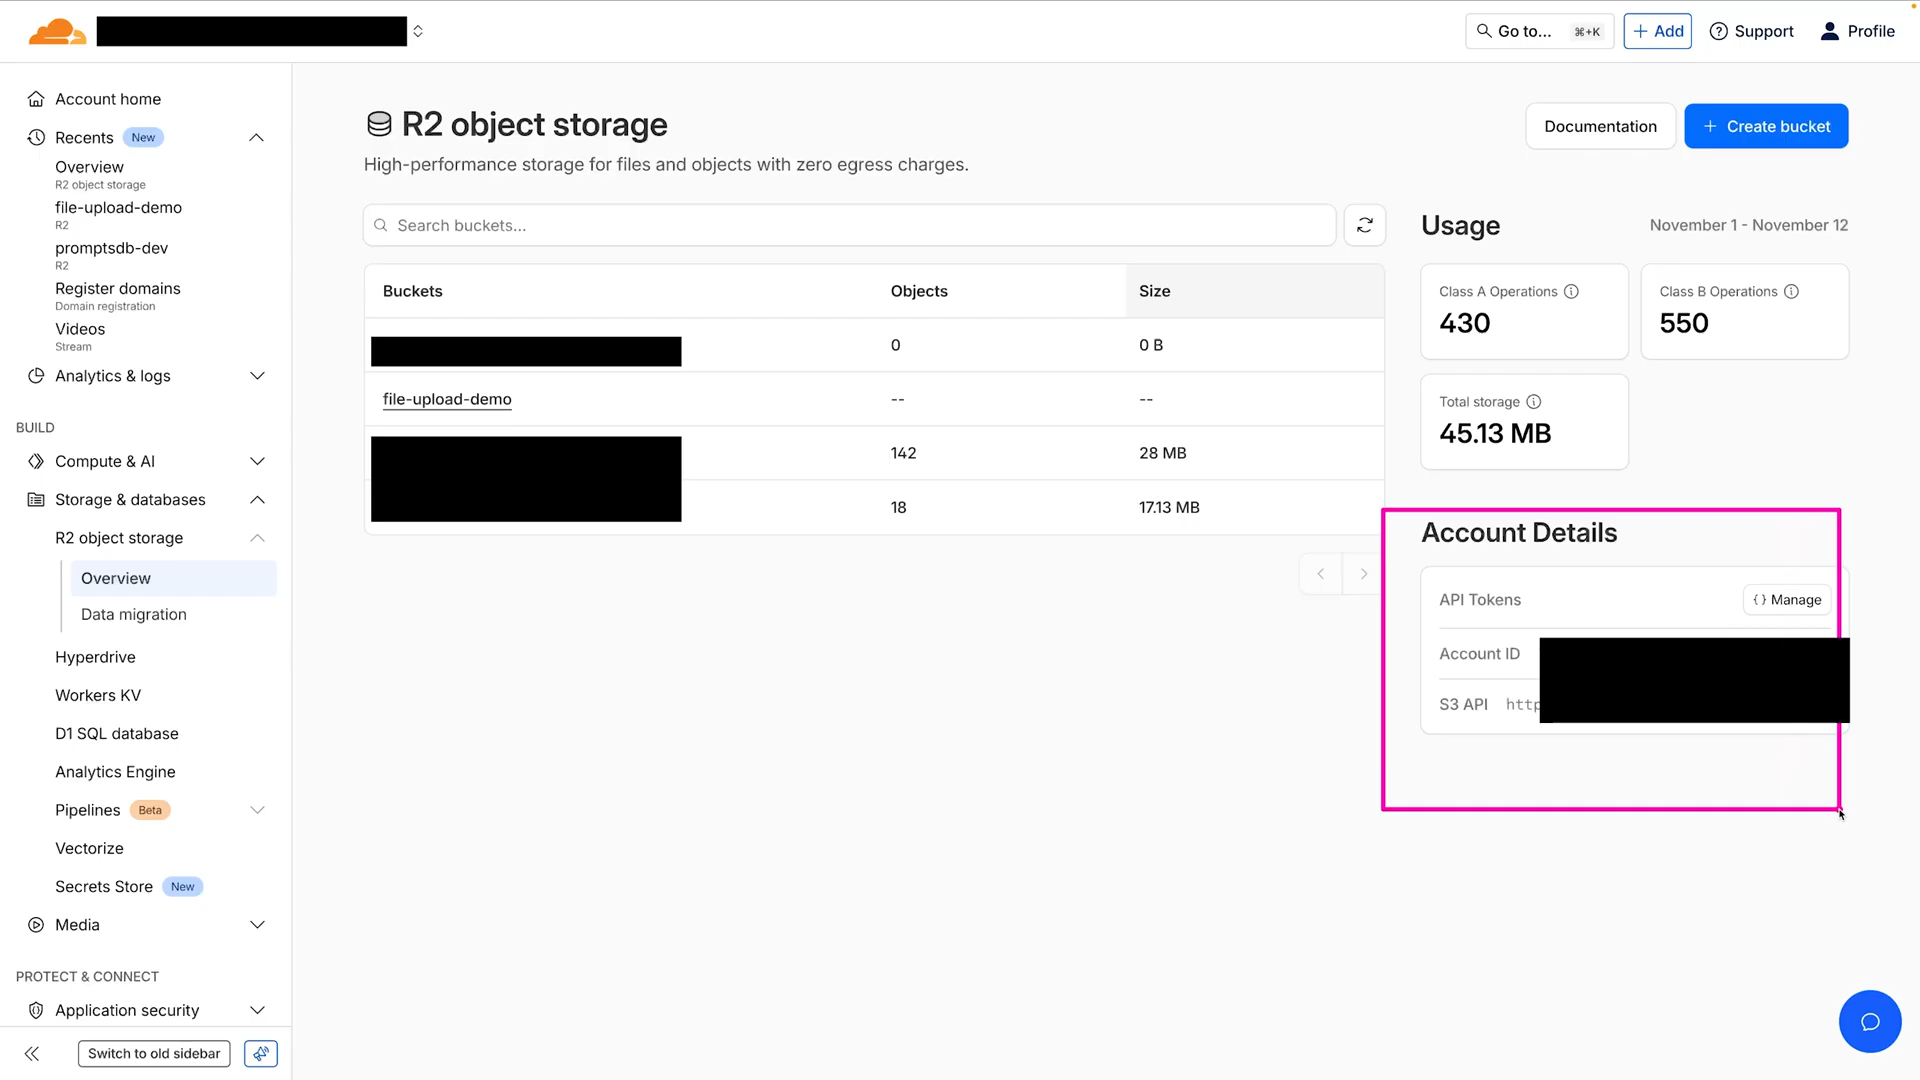 Go to...
⌘+K
+ Add
Support
Profile
Account home
Recents New
Overview
R2 object storage
file-upload-demo
R2
promptsdb-dev
R2
Register domains
Domain registration
Videos
Stream
Analytics & logs
BUILD
Compute & AI
Storage & databases
R2 object storage
Overview
Data migration
Hyperdrive
Workers KV
D1 SQL database
Analytics Engine
Pipelines Beta
Vectorize
Secrets Store New
Media
PROTECT & CONNECT
Application security
Switch to old sidebar
R2 object storage
High-performance storage for files and objects with zero egress charges.
Documentation
+ Create bucket
Search buckets...
Buckets Objects Size
0 0 B
file-upload-demo -- --
142 28 MB
18 17.13 MB
Usage
November 1 - November 12
Class A Operations
430
Class B Operations
550
Total storage
45.13 MB
Account Details
API Tokens {} Manage
Account ID
S3 API http